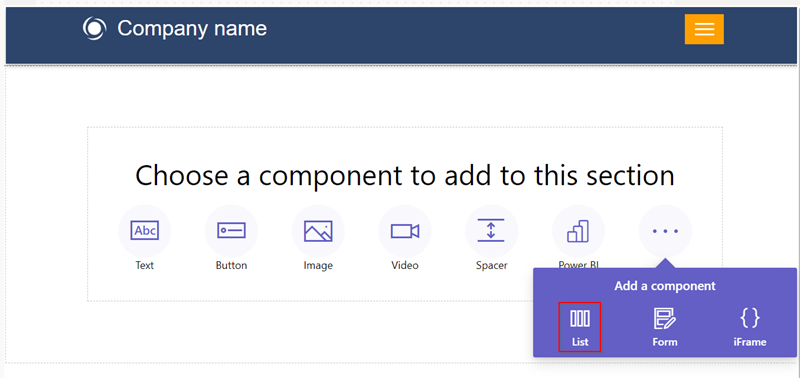 Company name
Choose a component to add to this section
Abc
Text
Button
Image
Video
Spacer
Power BI
Add a component
List
Form
iFrame